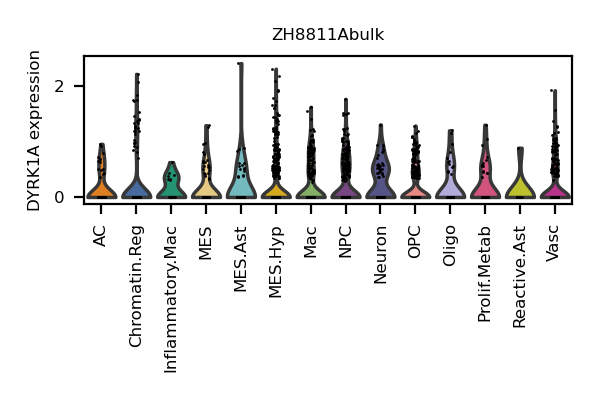 ZH8811Abulk
DYRK1A expression
2
0
AC
Chromatin.Reg
Inflammatory.Mac
MES
MES.Ast
MES.Hyp
Mac
NPC
Neuron
OPC
Oligo
Prolif.Metab
Reactive.Ast
Vasc